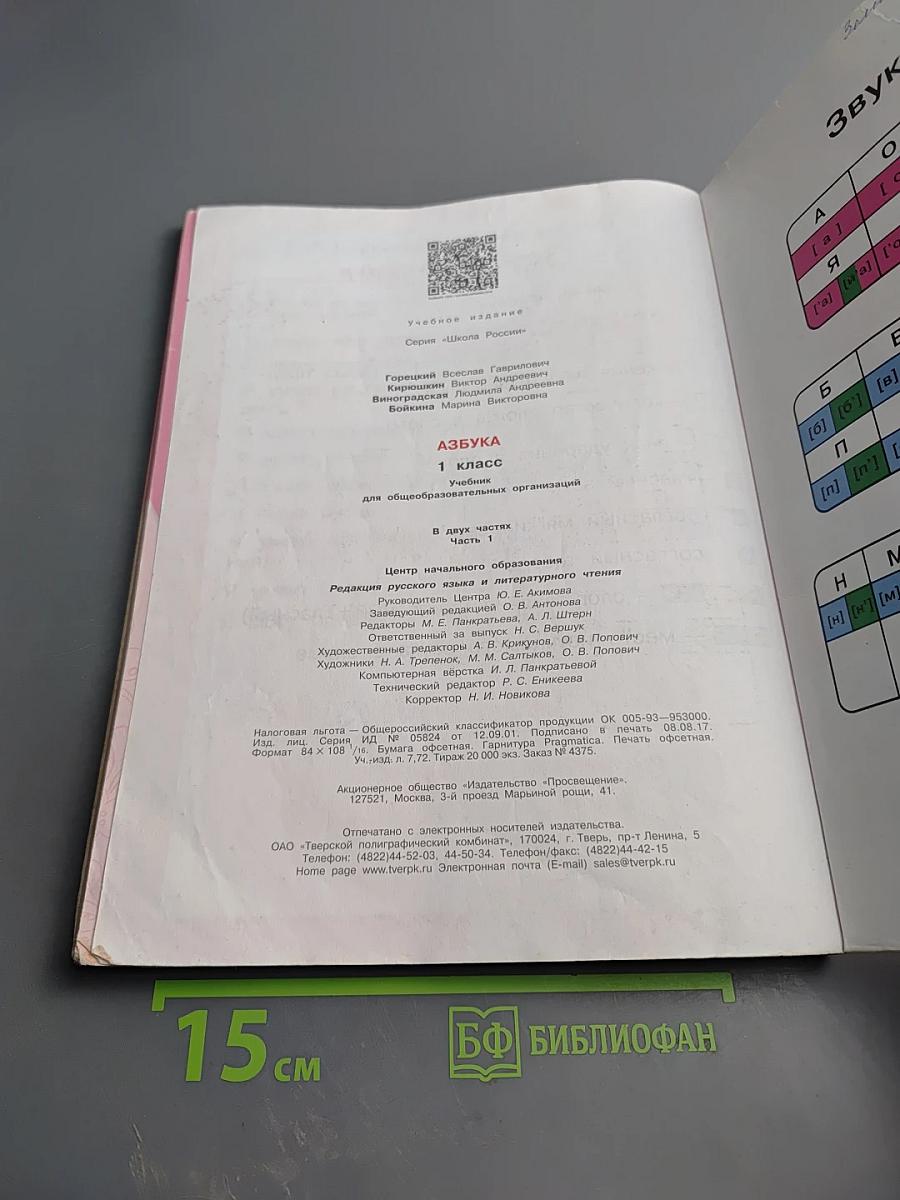 Учебное издание
Серия «Школа России»
Горецкий Всеслав Гаврилович
Кирюшкин Виктор Андреевич
Виноградская Людмила Андреевна
Бойкина Марина Викторовна
АЗБУКА
1 класс
Учебник
для общеобразовательных организаций
В двух частях
Часть 1
Центр начального образования
Редакция русского языка и литературного чтения
Руководитель Центра Ю. Е. Акимова
Заведующий редакцией О. В. Антонова
Редакторы М. Е. Панкратьева, А. Л. Штерн
Ответственный за выпуск Н. С. Вершук
Художественные редакторы А. В. Крикунов, О. В. Попович
Художники Н. А. Трепенок, М. М. Салтыков, О. В. Попович
Компьютерная вёрстка И. Л. Панкратьевой
Технический редактор Р. С. Еникеева
Корректор Н. И. Новикова
Налоговая льгота — Общероссийский классификатор продукции ОК 005-93—953000.
Изд. лиц. Серия ИД № 05824 от 12.09.01. Подписано в печать 08.08.17.
Формат 84 × 108 1/16. Бумага офсетная. Гарнитура Pragmatica. Печать офсетная.
Уч.-изд. л. 7,72. Тираж 20 000 экз. Заказ № 4375.
Акционерное общество «Издательство «Просвещение».
127521, Москва, 3-й проезд Марьиной рощи, 41.
Отпечатано с электронных носителей издательства.
ОАО «Тверской полиграфический комбинат», 170024, г. Тверь, пр-т Ленина, 5
Телефон: (4822)44-52-03, 44-50-34. Телефон/факс: (4822)44-42-15
Home page www.tverpk.ru Электронная почта (E-mail) sales@tverpk.ru
А О
[а]
Я
['а] [й'а] ['о
Б
[б] [б'] [в]
П
[п] [п']
Н М
[н] [н'] [м]
15 см
БФ БИБЛИОФАН